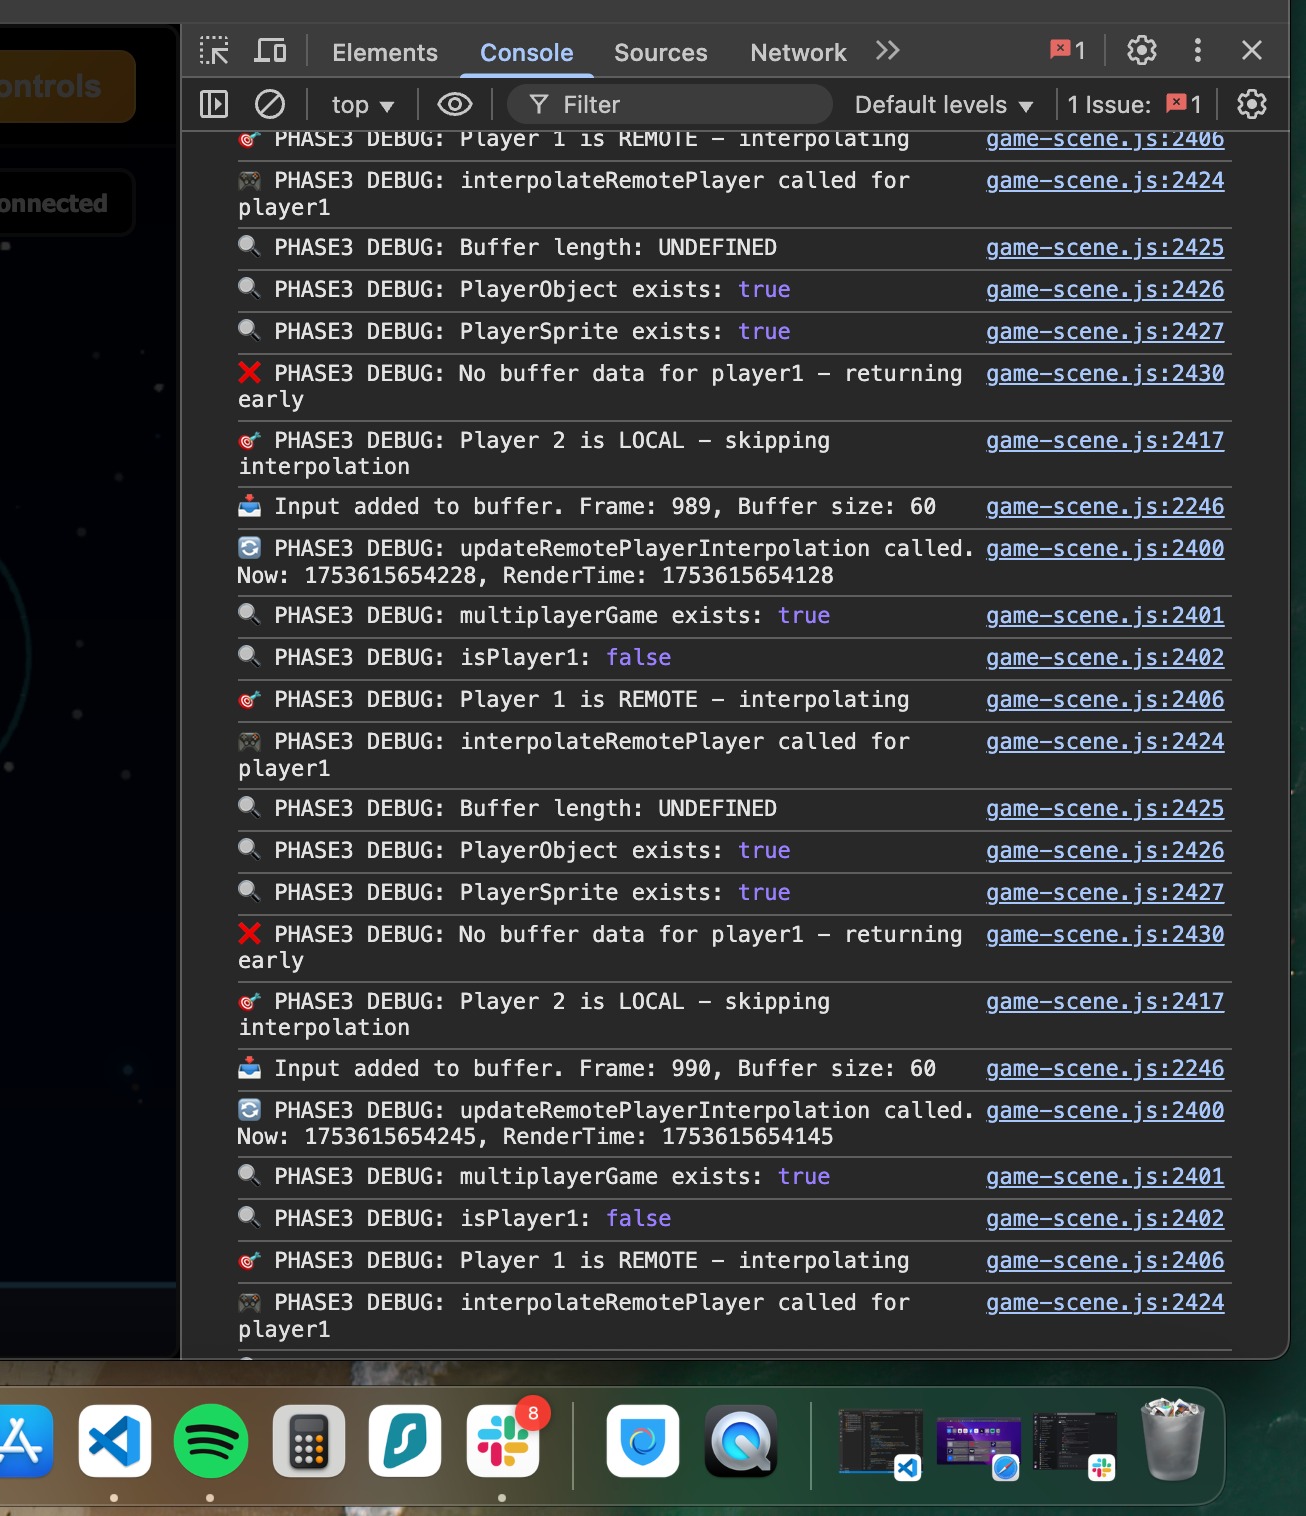 ontrols
onnected
Elements
Console
Sources
Network
1
top
Filter
Default levels
1 Issue:
1
PHASE3 DEBUG: Player 1 is REMOTE – interpolating
game-scene.js:2406
PHASE3 DEBUG: interpolateRemotePlayer called for
player1
game-scene.js:2424
PHASE3 DEBUG: Buffer length: UNDEFINED
game-scene.js:2425
PHASE3 DEBUG: PlayerObject exists: true
game-scene.js:2426
PHASE3 DEBUG: PlayerSprite exists: true
game-scene.js:2427
PHASE3 DEBUG: No buffer data for player1 – returning
early
game-scene.js:2430
PHASE3 DEBUG: Player 2 is LOCAL – skipping
interpolation
game-scene.js:2417
Input added to buffer. Frame: 989, Buffer size: 60
game-scene.js:2246
PHASE3 DEBUG: updateRemotePlayerInterpolation called.
Now: 1753615654228, RenderTime: 1753615654128
game-scene.js:2400
PHASE3 DEBUG: multiplayerGame exists: true
game-scene.js:2401
PHASE3 DEBUG: isPlayer1: false
game-scene.js:2402
PHASE3 DEBUG: Player 1 is REMOTE – interpolating
game-scene.js:2406
PHASE3 DEBUG: interpolateRemotePlayer called for
player1
game-scene.js:2424
PHASE3 DEBUG: Buffer length: UNDEFINED
game-scene.js:2425
PHASE3 DEBUG: PlayerObject exists: true
game-scene.js:2426
PHASE3 DEBUG: PlayerSprite exists: true
game-scene.js:2427
PHASE3 DEBUG: No buffer data for player1 – returning
early
game-scene.js:2430
PHASE3 DEBUG: Player 2 is LOCAL – skipping
interpolation
game-scene.js:2417
Input added to buffer. Frame: 990, Buffer size: 60
game-scene.js:2246
PHASE3 DEBUG: updateRemotePlayerInterpolation called.
Now: 1753615654245, RenderTime: 1753615654145
game-scene.js:2400
PHASE3 DEBUG: multiplayerGame exists: true
game-scene.js:2401
PHASE3 DEBUG: isPlayer1: false
game-scene.js:2402
PHASE3 DEBUG: Player 1 is REMOTE – interpolating
game-scene.js:2406
PHASE3 DEBUG: interpolateRemotePlayer called for
player1
game-scene.js:2424
8